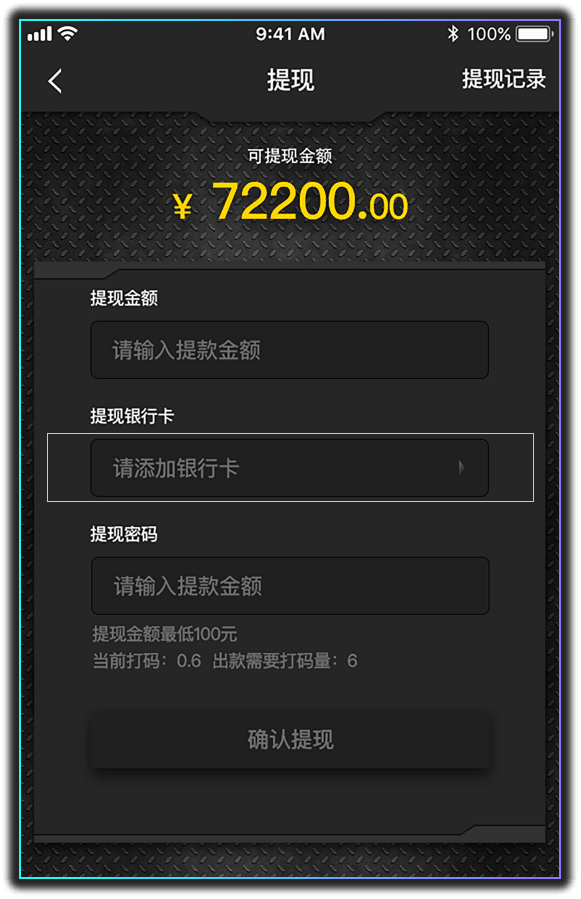 9:41 AM 100%
提现 提现记录
可提现金额
¥ 72200.00
提现金额
请输入提款金额
提现银行卡
请添加银行卡
提现密码
请输入提款金额
提现金额最低100元
当前打码：0.6 出款需要打码量：6
确认提现